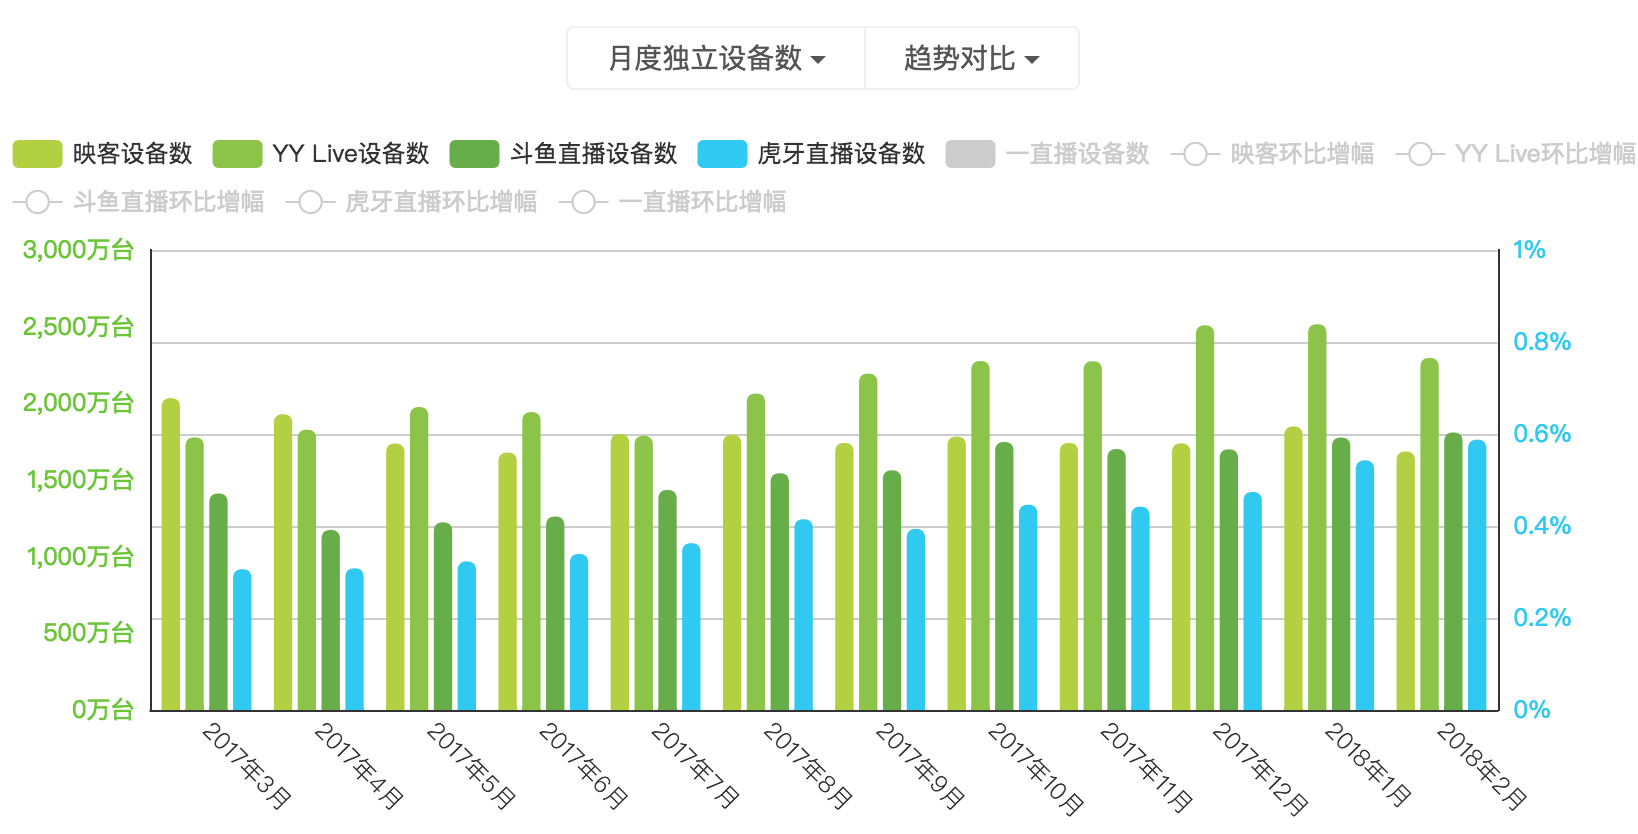 月度独立设备数 趋势对比
映客设备数 YY Live设备数 斗鱼直播设备数 虎牙直播设备数 一直播设备数 映客环比增幅 YY Live环比增幅
斗鱼直播环比增幅 虎牙直播环比增幅 一直播环比增幅
3,000万台
2,500万台
2,000万台
1,500万台
1,000万台
500万台
0万台
1%
0.8%
0.6%
0.4%
0.2%
0%
2017年3月
2017年4月
2017年5月
2017年6月
2017年7月
2017年8月
2017年9月
2017年10月
2017年11月
2017年12月
2018年1月
2018年2月